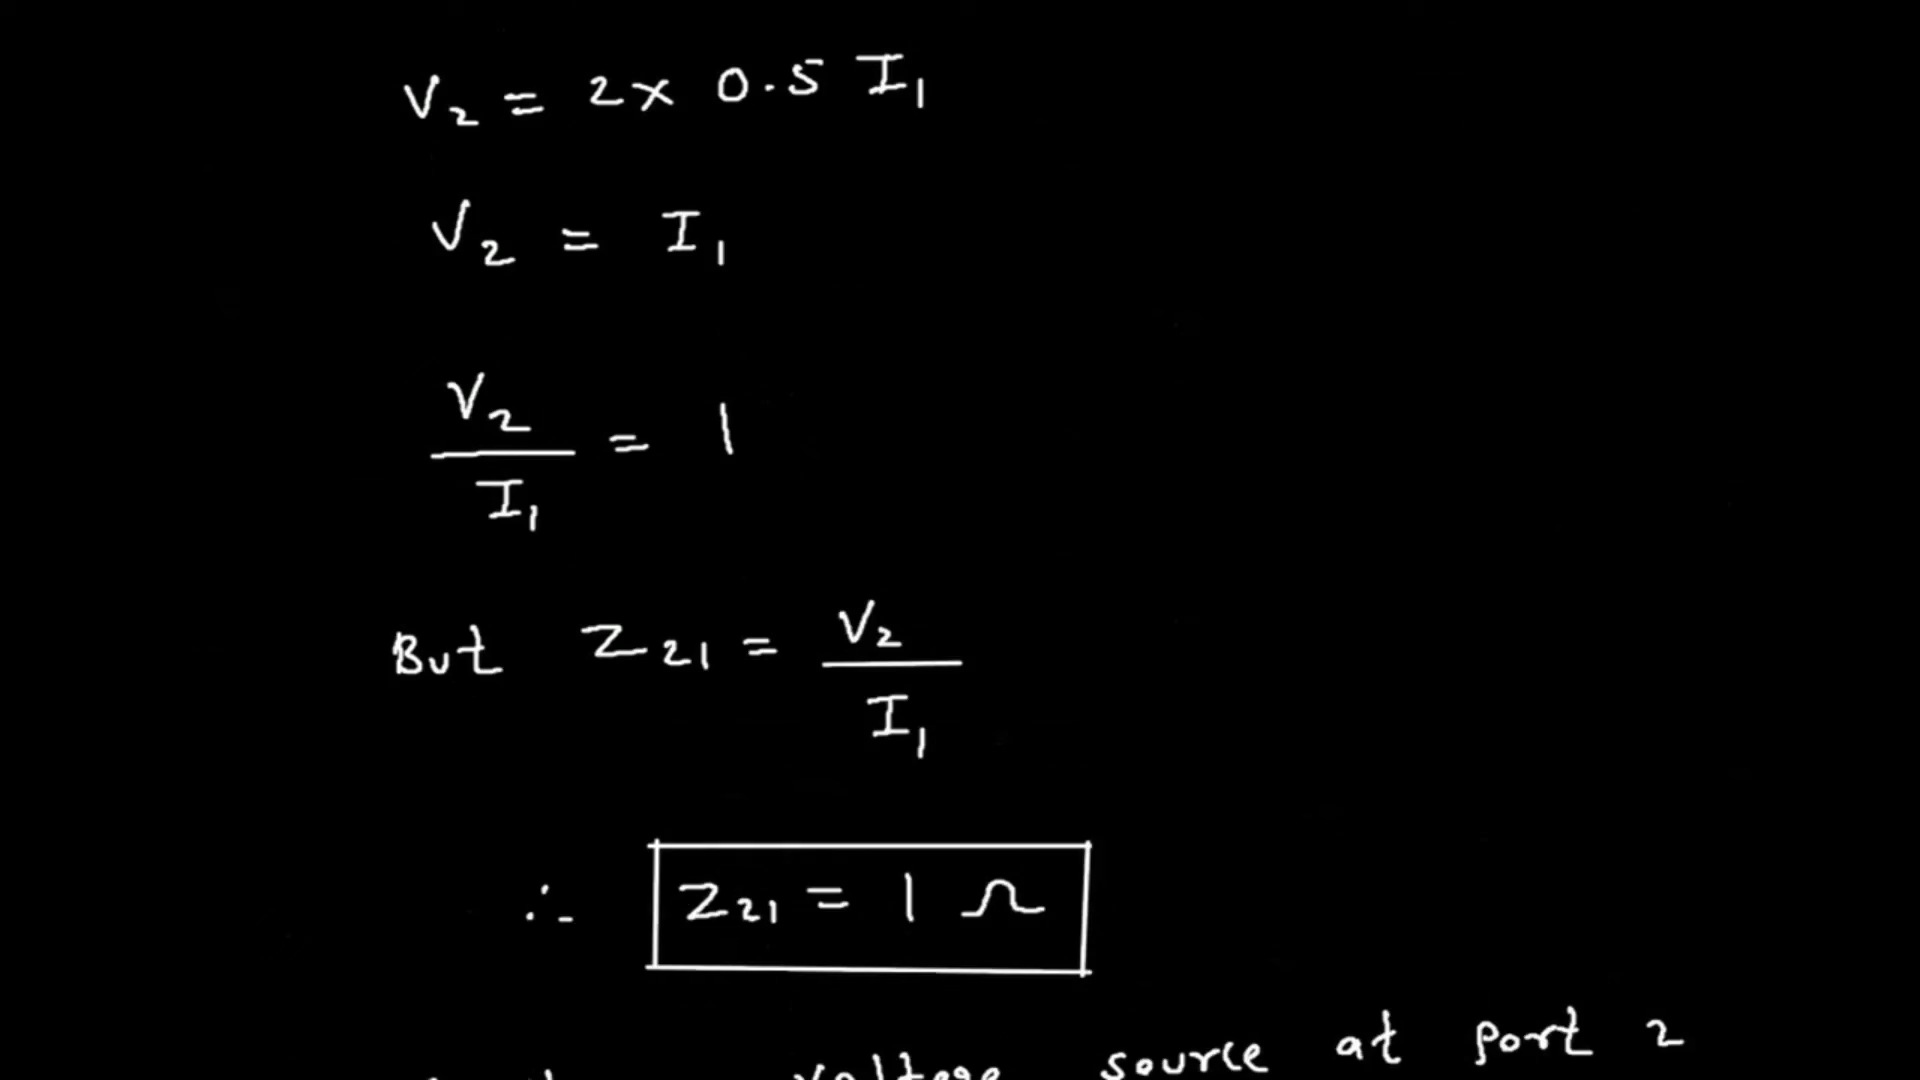 V₂ = 2 × 0.5 I₁
V₂ = I₁
V₂ / I₁ = 1
But Z₂₁ = V₂ / I₁
∴ Z₂₁ = 1 Ω
voltage source at port 2